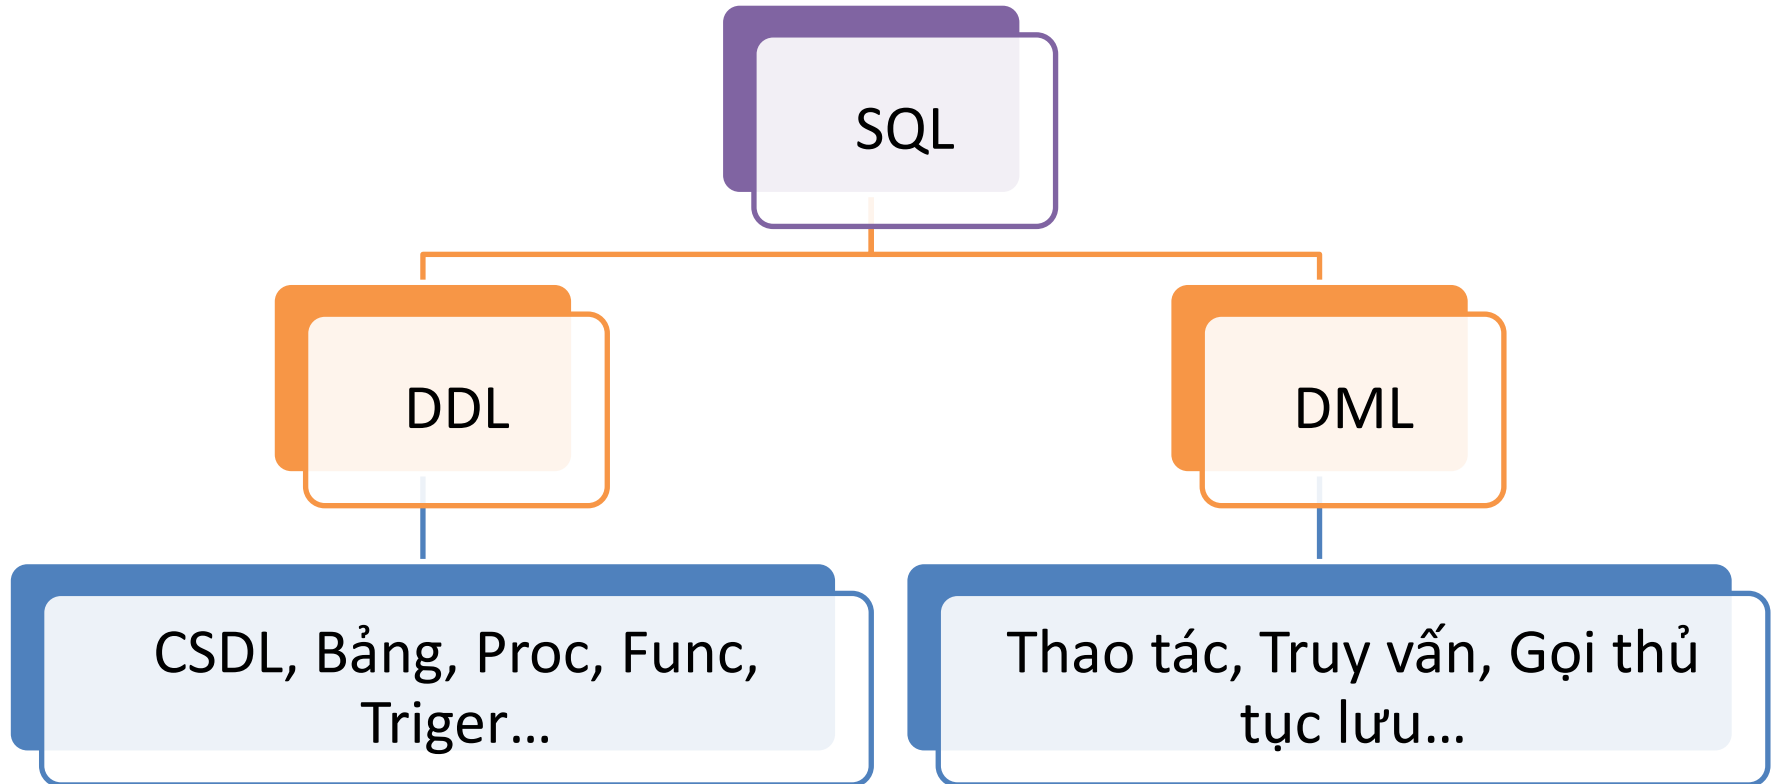 SQL
DDL
DML
CSDL, Bảng, Proc, Func,
Triger...
Thao tác, Truy vấn, Gọi thủ
tục lưu...